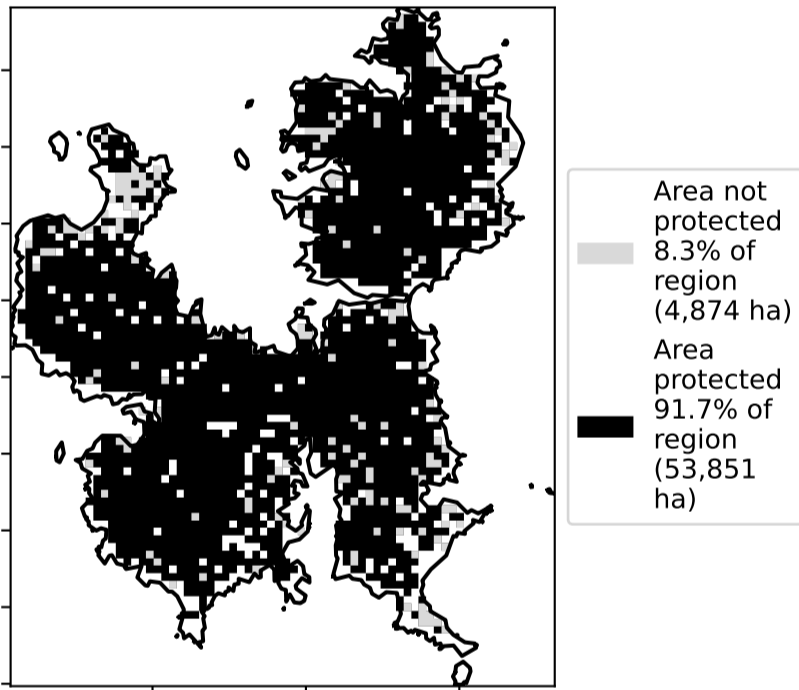 Area not
protected
8.3% of
region
(4,874 ha)
Area
protected
91.7% of
region
(53,851
ha)